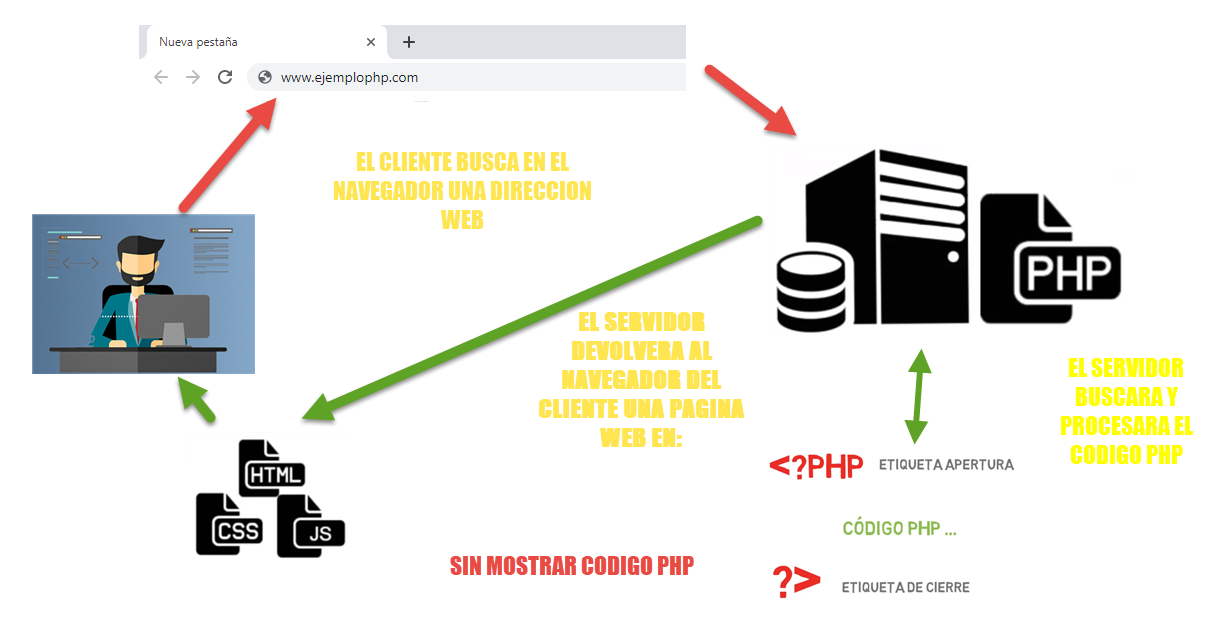 Nueva pestaña
www.ejemplophp.com
EL CLIENTE BUSCA EN EL
NAVEGADOR UNA DIRECCION
WEB
PHP
EL SERVIDOR
DEVOLVERA AL
NAVEGADOR DEL
CLIENTE UNA PAGINA
WEB EN:
EL SERVIDOR
BUSCARA Y
PROCESARA EL
CODIGO PHP
HTML
CSS
JS
<?PHP ETIQUETA APERTURA
CÓDIGO PHP ...
?> ETIQUETA DE CIERRE
SIN MOSTRAR CODIGO PHP